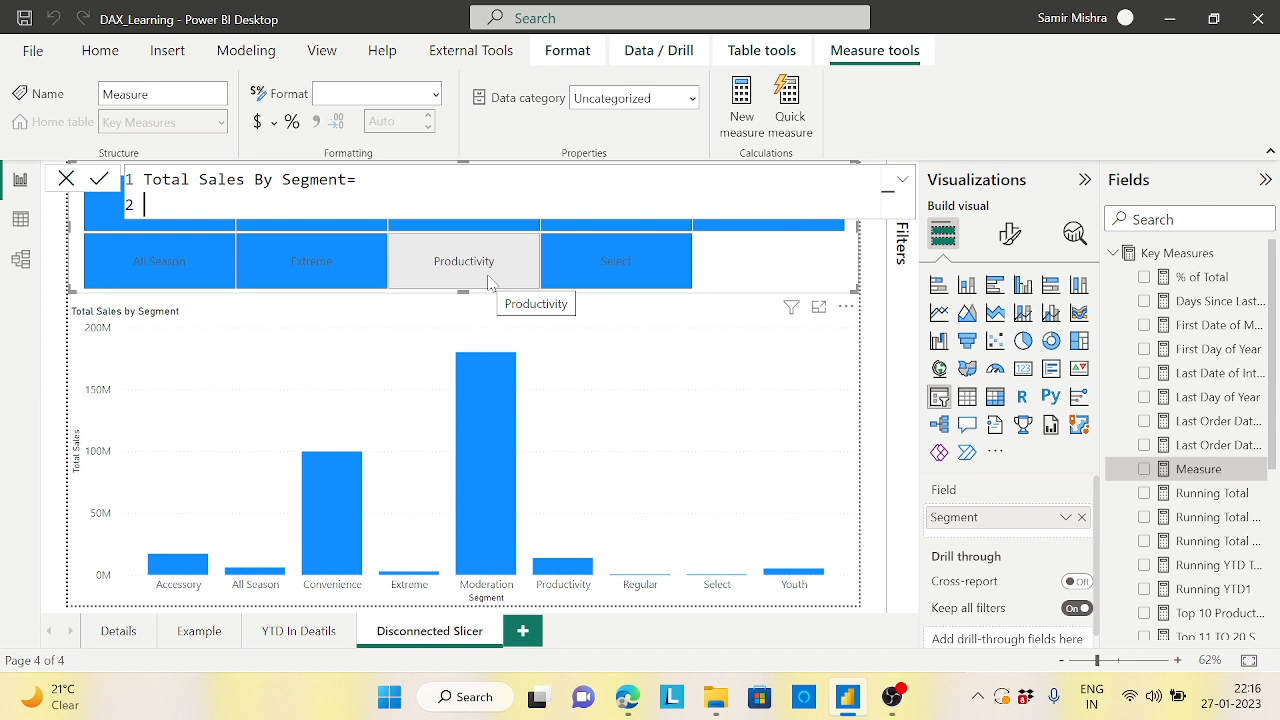 DAX_Learning - Power BI Desktop
Search
Samir Mishra
File
Home
Insert
Modeling
View
Help
External Tools
Format
Data / Drill
Table tools
Measure tools
Name
Measure
Home table
Key Measures
Structure
Format
$
%
Auto
Formatting
Data category
Uncategorized
Properties
New measure
Quick measure
Calculations
1 Total Sales By Segment=
2
All Season
Extreme
Productivity
Select
Productivity
Total Sales by Segment
200M
150M
100M
50M
0M
Total Sales
Accessory
All Season
Convenience
Extreme
Moderation
Productivity
Regular
Select
Youth
Segment
Filters
Visualizations
Build visual
123
R
Py
Field
Segment
Drill through
Cross-report
Off
Keep all filters
On
Add drill-through fields here
Fields
Search
Key Measures
% of Total
Days Since Last...
First Date of M...
First Day of Year
Last Date of Int...
Last Day of Year
Last Order Dat...
Last Order Dat...
Measure
Running Total
Running Total ...
Running Total ...
Running YTD T...
Running YTD1
Top 10 Product...
Details
Example
YTD In Deatils
Disconnected Slicer
Page 4 of 4
- + 62%
21°C
Clear
Search
L
ENG
IN
22:16
27-01-2023